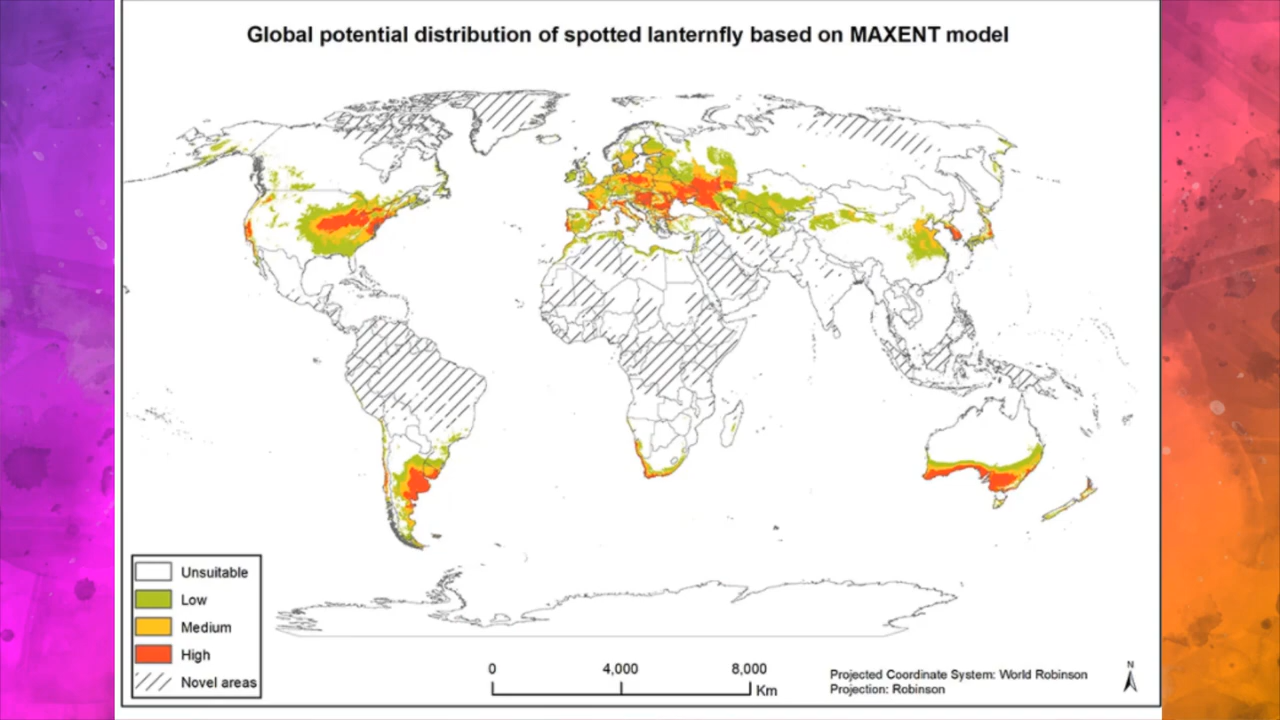 Global potential distribution of spotted lanternfly based on MAXENT model
Unsuitable
Low
Medium
High
Novel areas
0 4,000 8,000
Km
Projected Coordinate System: World Robinson
Projection: Robinson
N